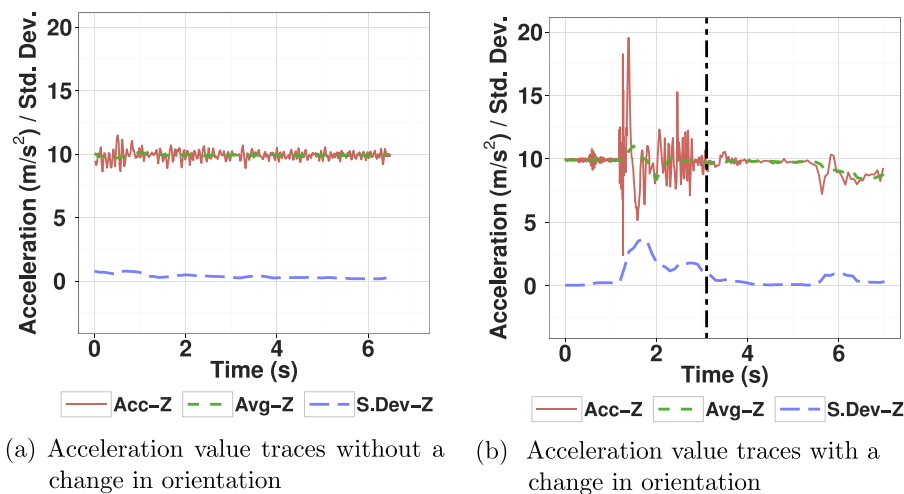 Acceleration (m/s²) / Std. Dev.
20
15
10
5
0
0 2 4 6
Time (s)
Acc−Z Avg−Z S.Dev−Z
(a) Acceleration value traces without a
change in orientation
Acceleration (m/s²) / Std. Dev.
20
15
10
5
0
0 2 4 6
Time (s)
Acc−Z Avg−Z S.Dev−Z
(b) Acceleration value traces with a
change in orientation